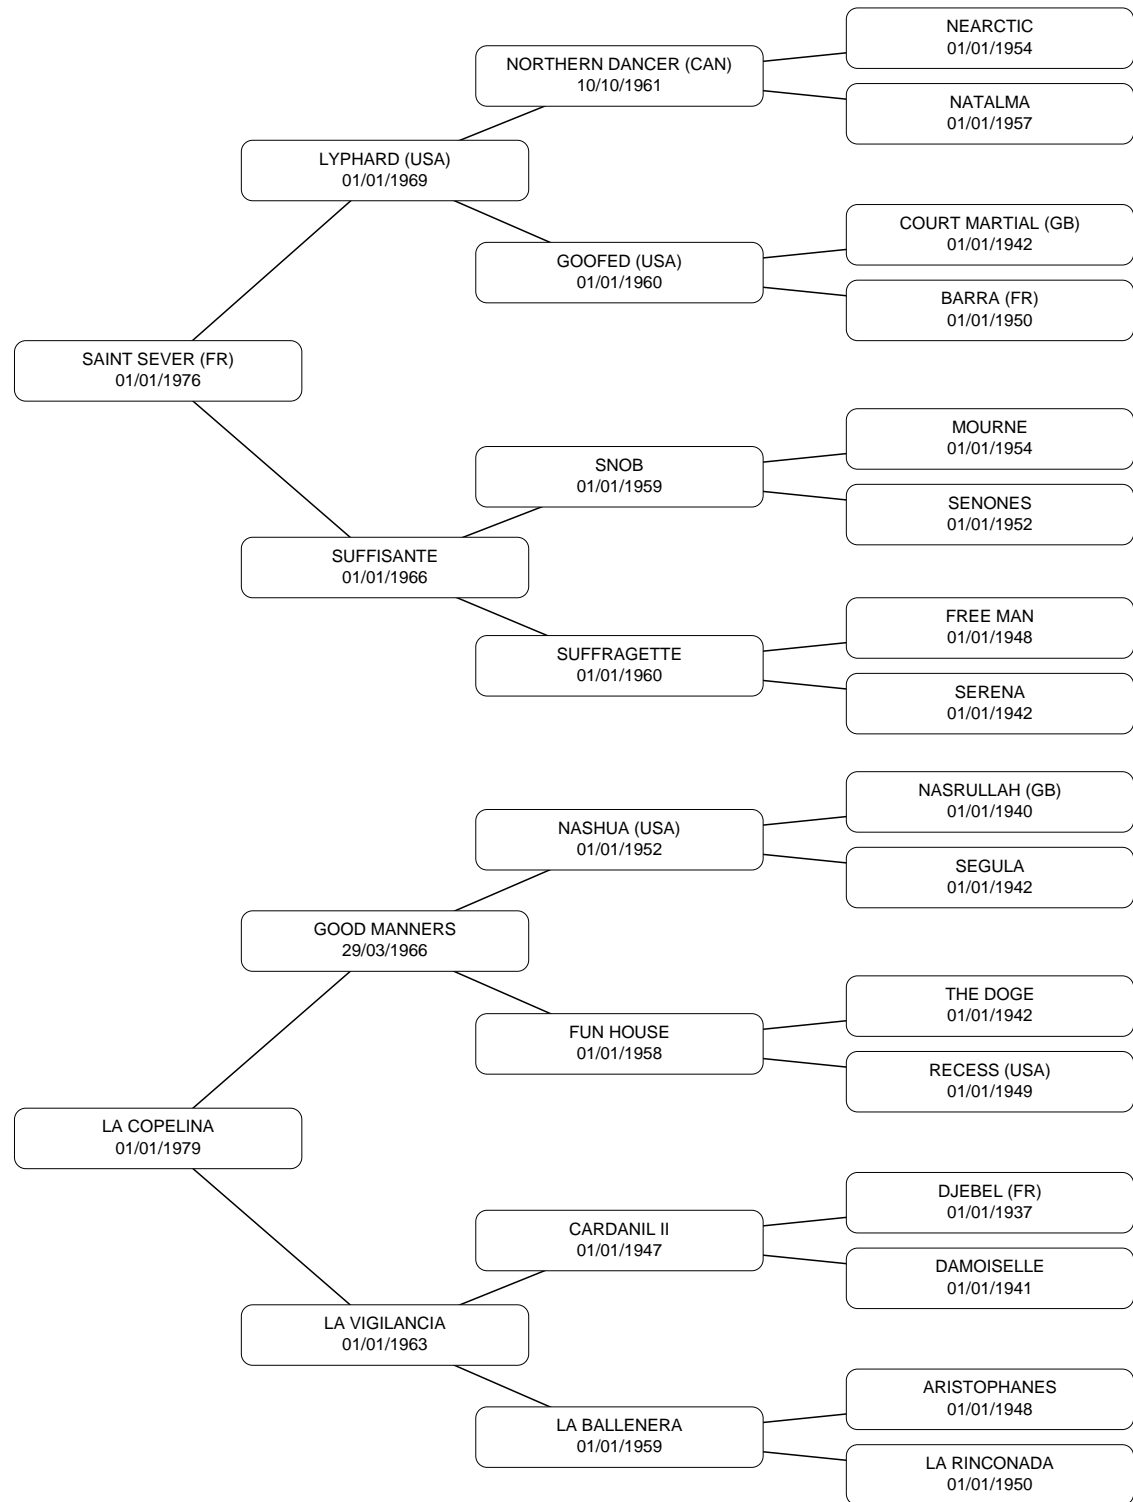 NEARCTIC
01/01/1954
NORTHERN DANCER (CAN)
10/10/1961
NATALMA
01/01/1957
LYPHARD (USA)
01/01/1969
COURT MARTIAL (GB)
01/01/1942
GOOFED (USA)
01/01/1960
BARRA (FR)
01/01/1950
SAINT SEVER (FR)
01/01/1976
MOURNE
01/01/1954
SNOB
01/01/1959
SENONES
01/01/1952
SUFFISANTE
01/01/1966
FREE MAN
01/01/1948
SUFFRAGETTE
01/01/1960
SERENA
01/01/1942
NASRULLAH (GB)
01/01/1940
NASHUA (USA)
01/01/1952
SEGULA
01/01/1942
GOOD MANNERS
29/03/1966
THE DOGE
01/01/1942
FUN HOUSE
01/01/1958
RECESS (USA)
01/01/1949
LA COPELINA
01/01/1979
DJEBEL (FR)
01/01/1937
CARDANIL II
01/01/1947
DAMOISELLE
01/01/1941
LA VIGILANCIA
01/01/1963
ARISTOPHANES
01/01/1948
LA BALLENERA
01/01/1959
LA RINCONADA
01/01/1950